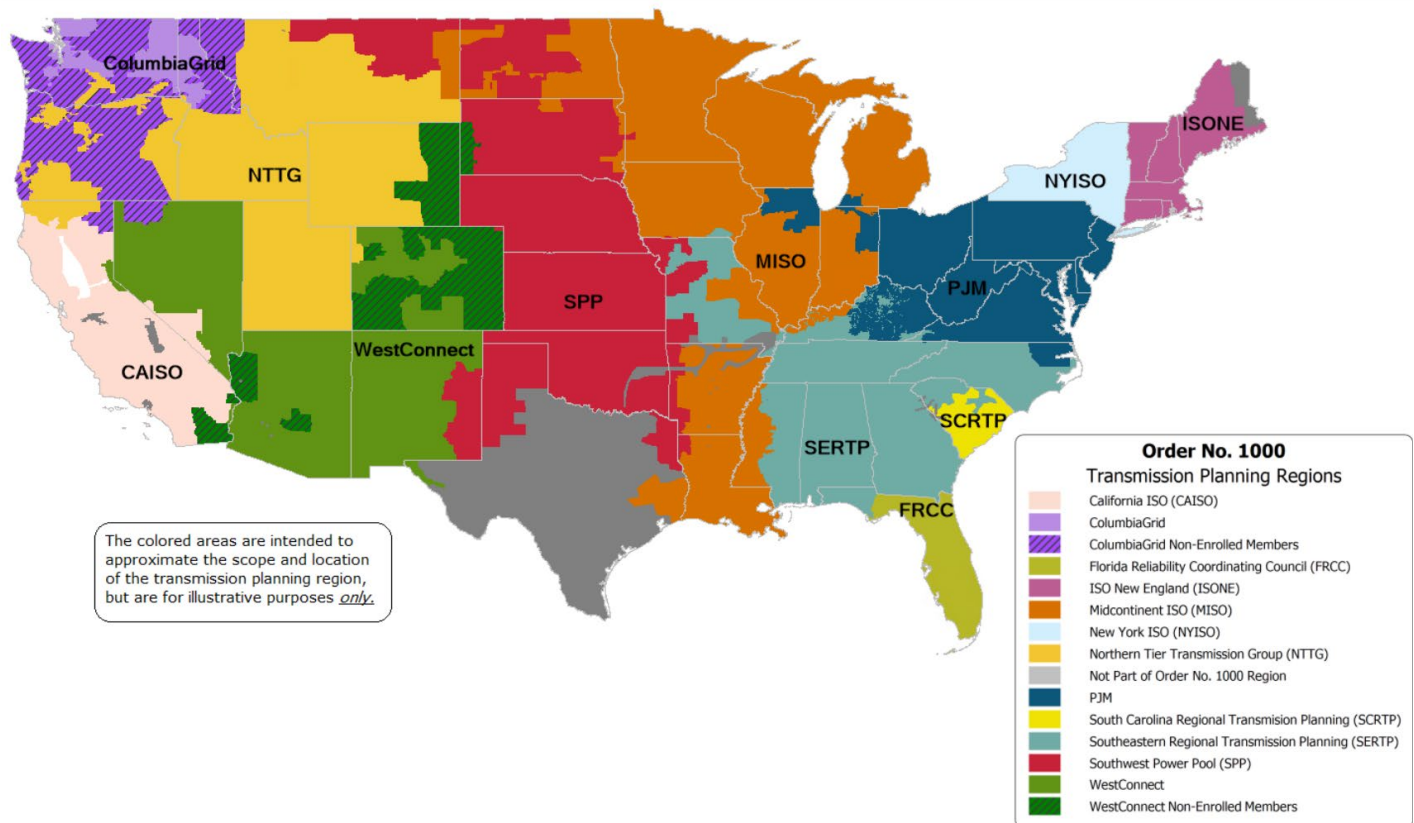 ColumbiaGrid
ISONE
NTTG
NYISO
MISO
PJM
SPP
WestConnect
CAISO
SCRTP
SERTP
FRCC
The colored areas are intended to
approximate the scope and location
of the transmission planning region,
but are for illustrative purposes only.
Order No. 1000
Transmission Planning Regions
California ISO (CAISO)
ColumbiaGrid
ColumbiaGrid Non-Enrolled Members
Florida Reliability Coordinating Council (FRCC)
ISO New England (ISONE)
Midcontinent ISO (MISO)
New York ISO (NYISO)
Northern Tier Transmission Group (NTTG)
Not Part of Order No. 1000 Region
PJM
South Carolina Regional Transmision Planning (SCRTP)
Southeastern Regional Transmission Planning (SERTP)
Southwest Power Pool (SPP)
WestConnect
WestConnect Non-Enrolled Members